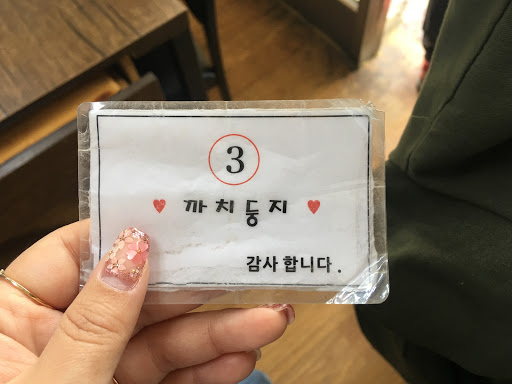 3
♥ 까치둥지 ♥
감사 합니다.